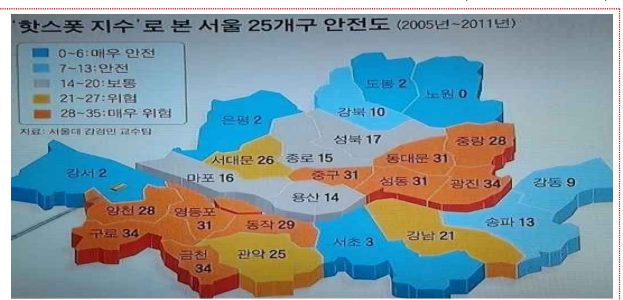 '핫스폿 지수'로 본 서울 25개구 안전도 (2005년~2011년)
0~6:매우 안전
7~13:안전
14~20:보통
21~27:위험
28~35:매우 위험
자료: 서울대 김경민 교수팀
도봉 2
노원 0
강북 10
은평 2
성북 17
중랑 28
서대문 26
종로 15
동대문 31
강서 2
마포 16
중구 31
성동 31
광진 34
강동 9
용산 14
양천 28
영등포 31
동작 29
송파 13
구로 34
서초 3
강남 21
금천 34
관악 25